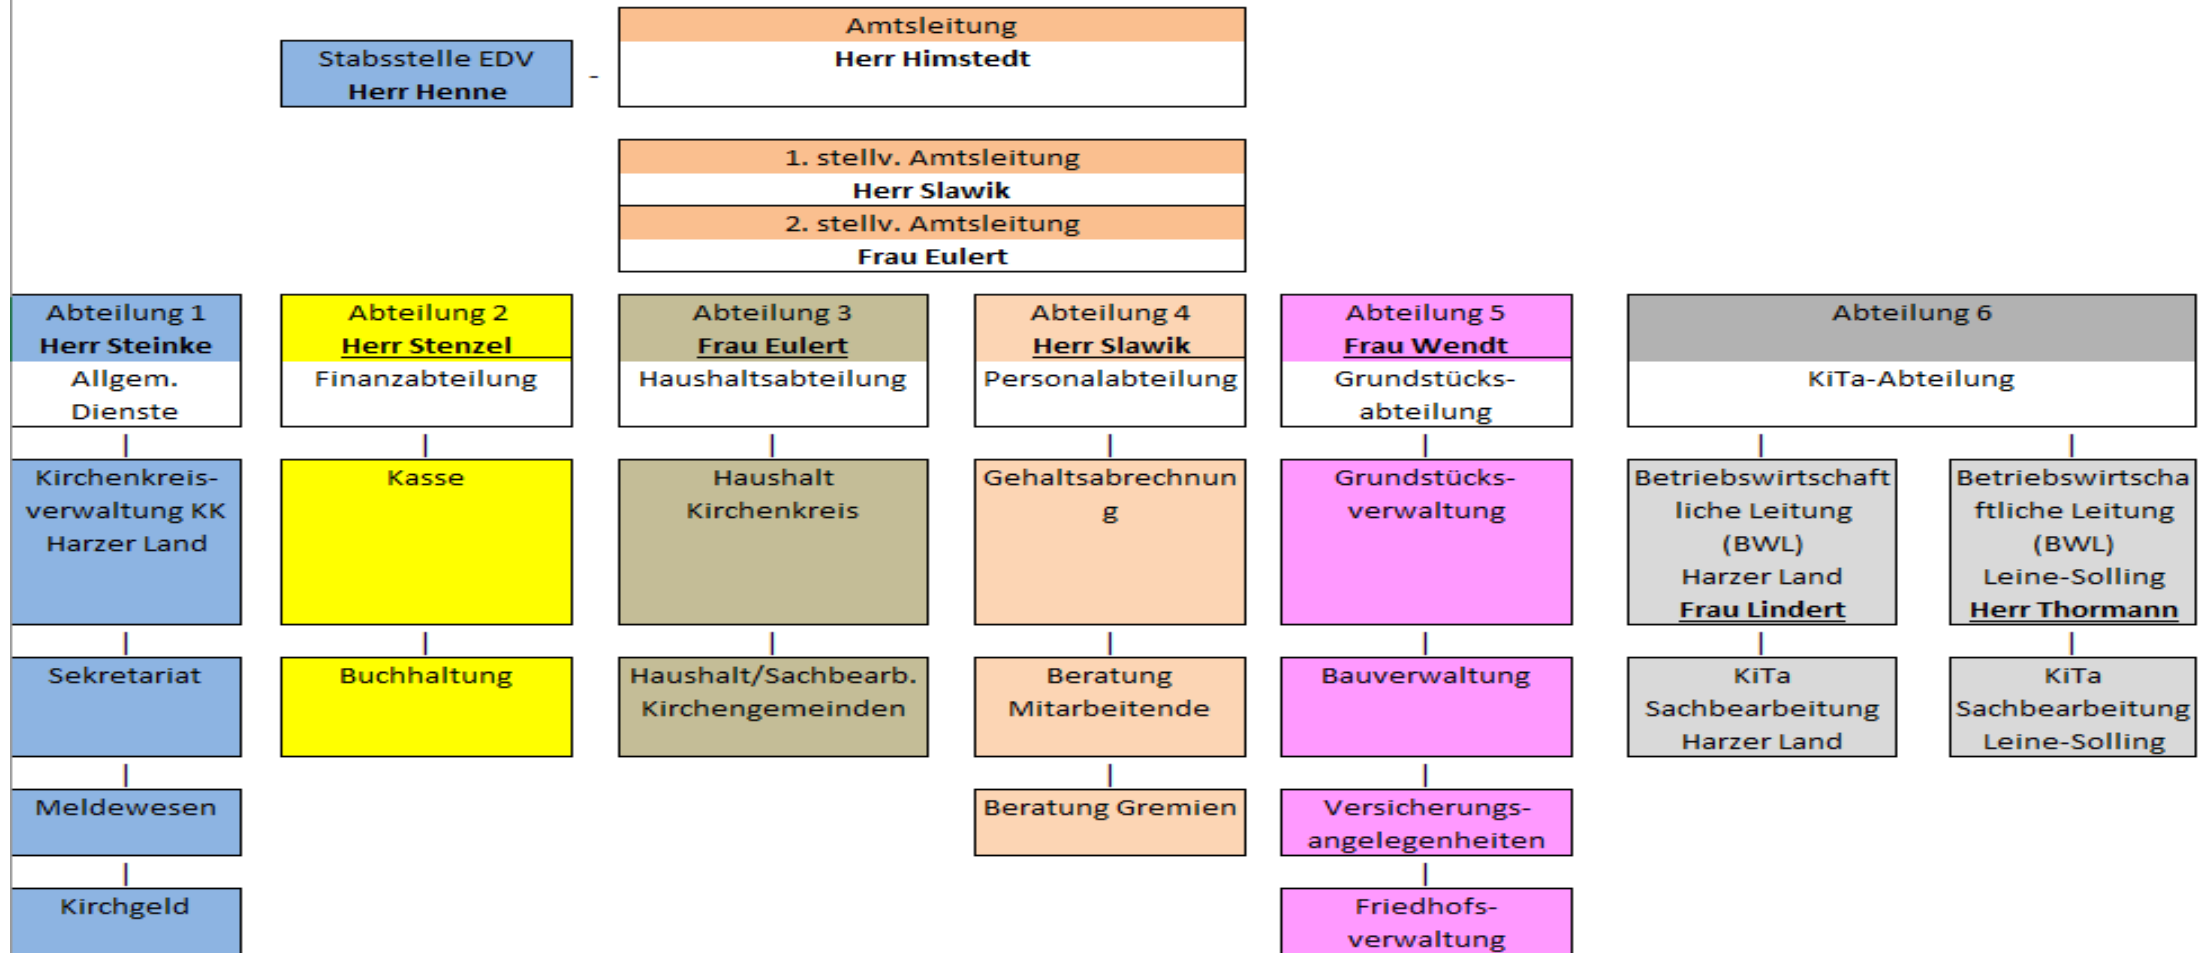 Amtsleitung
Herr Himstedt
Stabsstelle EDV
Herr Henne
-
1. stellv. Amtsleitung
Herr Slawik
2. stellv. Amtsleitung
Frau Eulert
Abteilung 1
Herr Steinke
Allgem.
Dienste
Kirchenkreis-
verwaltung KK
Harzer Land
Sekretariat
Meldewesen
Kirchgeld
Abteilung 2
Herr Stenzel
Finanzabteilung
Kasse
Buchhaltung
Abteilung 3
Frau Eulert
Haushaltsabteilung
Haushalt
Kirchenkreis
Haushalt/Sachbearb.
Kirchengemeinden
Abteilung 4
Herr Slawik
Personalabteilung
Gehaltsabrechnun
g
Beratung
Mitarbeitende
Beratung Gremien
Abteilung 5
Frau Wendt
Grundstücks-
abteilung
Grundstücks-
verwaltung
Bauverwaltung
Versicherungs-
angelegenheiten
Friedhofs-
verwaltung
Abteilung 6
KiTa-Abteilung
Betriebswirtschaft
liche Leitung
(BWL)
Harzer Land
Frau Lindert
KiTa
Sachbearbeitung
Harzer Land
Betriebswirtscha
ftliche Leitung
(BWL)
Leine-Solling
Herr Thormann
KiTa
Sachbearbeitung
Leine-Solling